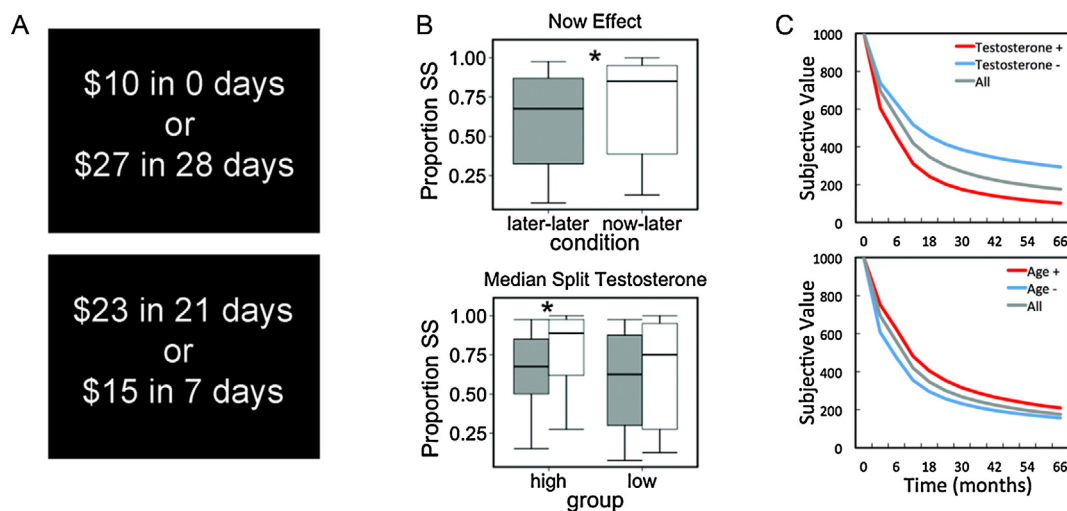 A
$10 in 0 days
or
$27 in 28 days
$23 in 21 days
or
$15 in 7 days
B
Now Effect
*
Proportion SS
1.00
0.75
0.50
0.25
later-later now-later
condition
Median Split Testosterone
*
Proportion SS
1.00
0.75
0.50
0.25
high low
group
C
Subjective Value
1000
800
600
400
200
0
Testosterone +
Testosterone -
All
0 6 18 30 42 54 66
Subjective Value
1000
800
600
400
200
0
Age +
Age -
All
0 6 18 30 42 54 66
Time (months)